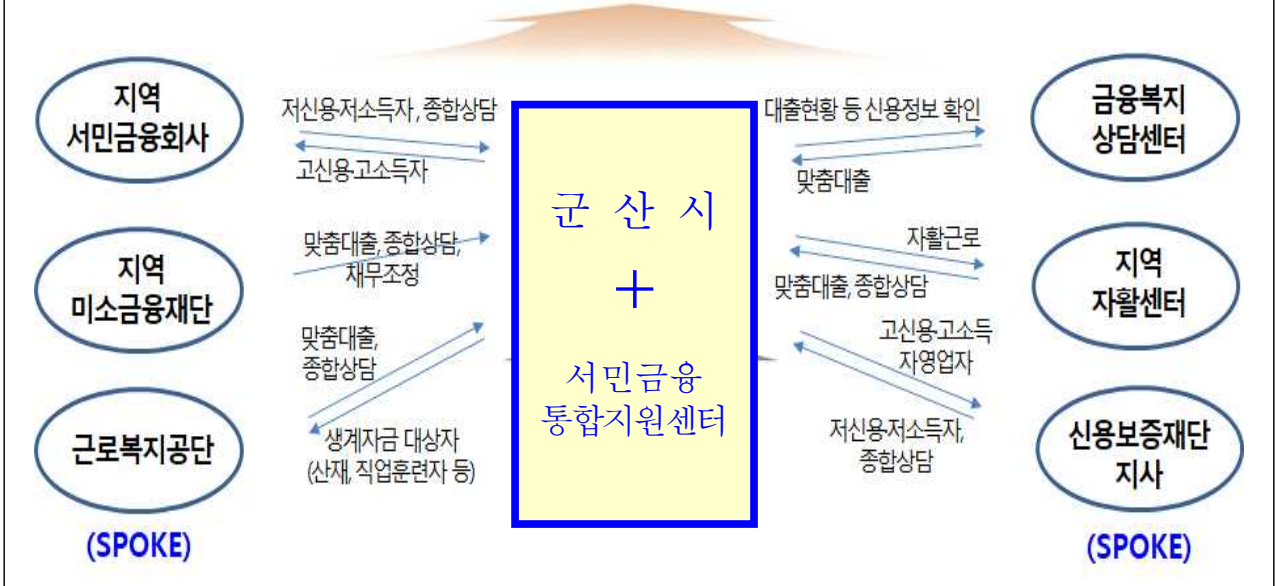 지역
서민금융회사
저신용·저소득자, 종합상담
고신용·고소득자
지역
미소금융재단
맞춤대출, 종합상담,
채무조정
근로복지공단
맞춤대출,
종합상담
생계자금 대상자
(산재, 직업훈련자 등)
(SPOKE)
군 산 시
+
서민금융
통합지원센터
대출현황 등 신용정보 확인
맞춤대출
금융복지
상담센터
자활근로
맞춤대출, 종합상담
지역
자활센터
고신용·고소득
자영업자
저신용·저소득자,
종합상담
신용보증재단
지사
(SPOKE)